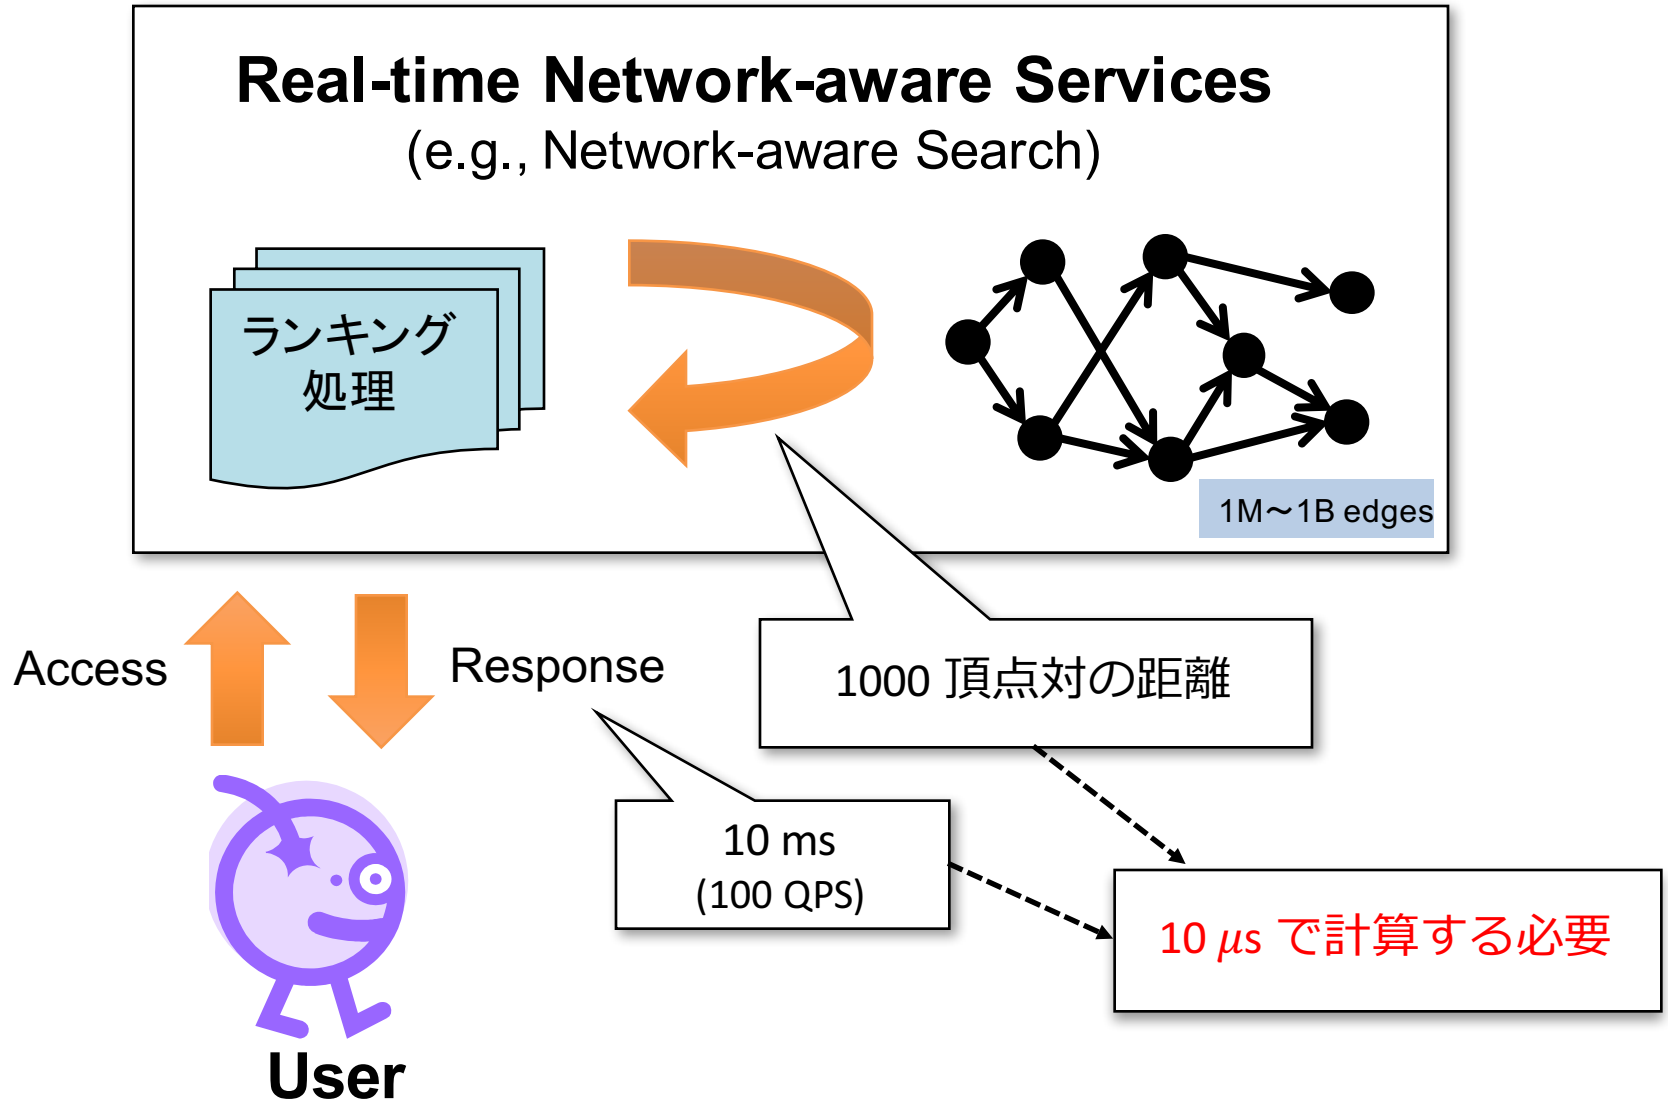 Real-time Network-aware Services
(e.g., Network-aware Search)
ランキング
処理
1M～1B edges
Access
Response
1000 頂点対の距離
10 ms
(100 QPS)
10 μs で計算する必要
User